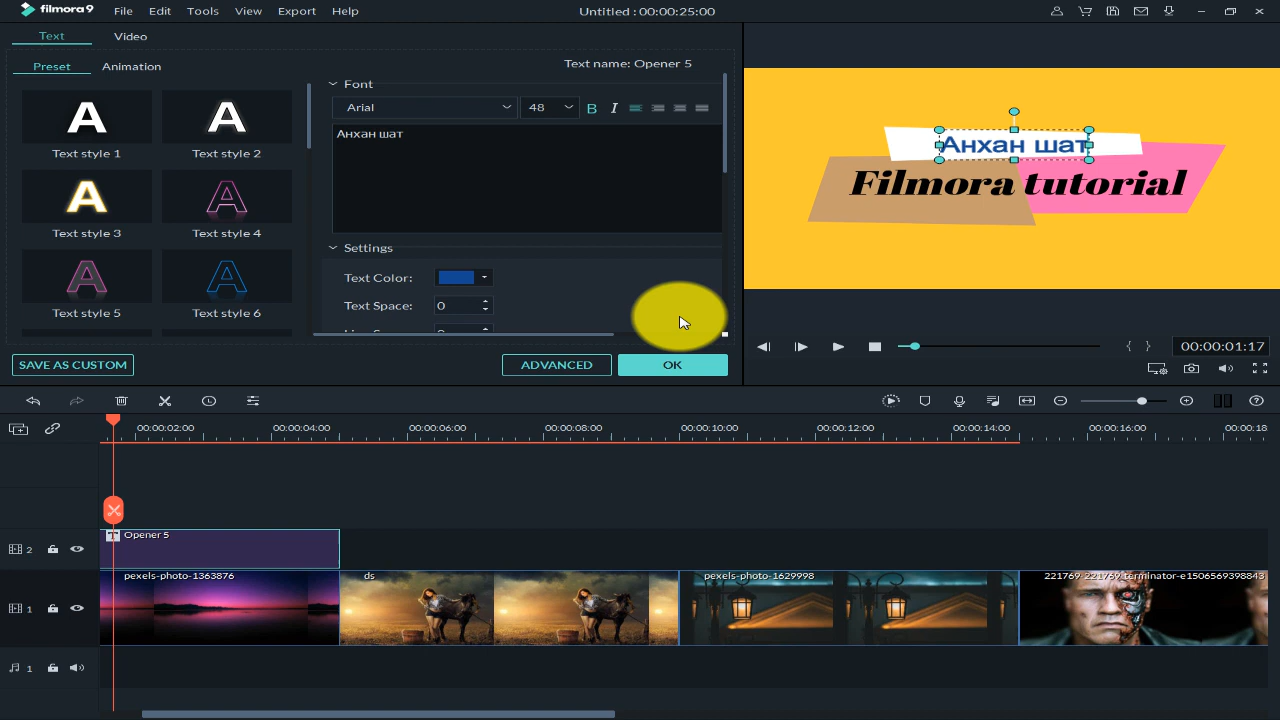 filmora9 File Edit Tools View Export Help Untitled : 00:00:25:00
Text Video
Preset Animation
Text name: Opener 5
Font
Arial 48 B I
Анхан шат
A A
Text style 1 Text style 2
A A
Text style 3 Text style 4
A A
Text style 5 Text style 6
Settings
Text Color:
Text Space: 0
SAVE AS CUSTOM ADVANCED OK
Анхан шат
Filmora tutorial
{ } 00:00:01:17
00:00:02:00 00:00:04:00 00:00:06:00 00:00:08:00 00:00:10:00 00:00:12:00 00:00:14:00 00:00:16:00 00:00:18
2 T Opener 5
1 pexels-photo-1363876 ds pexels-photo-1629998 221769-221769-terminator-e1506569398843
1